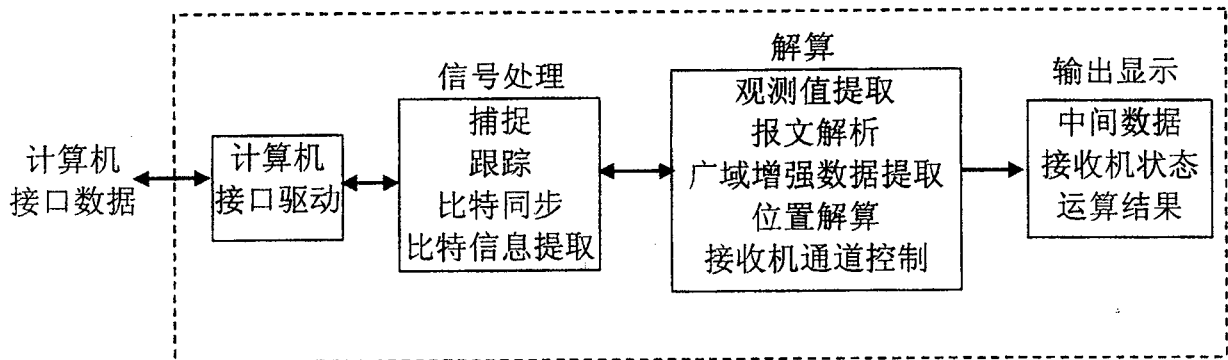 计算机
接口数据
计算机
接口驱动
信号处理
捕捉
跟踪
比特同步
比特信息提取
解算
观测值提取
报文解析
广域增强数据提取
位置解算
接收机通道控制
输出显示
中间数据
接收机状态
运算结果